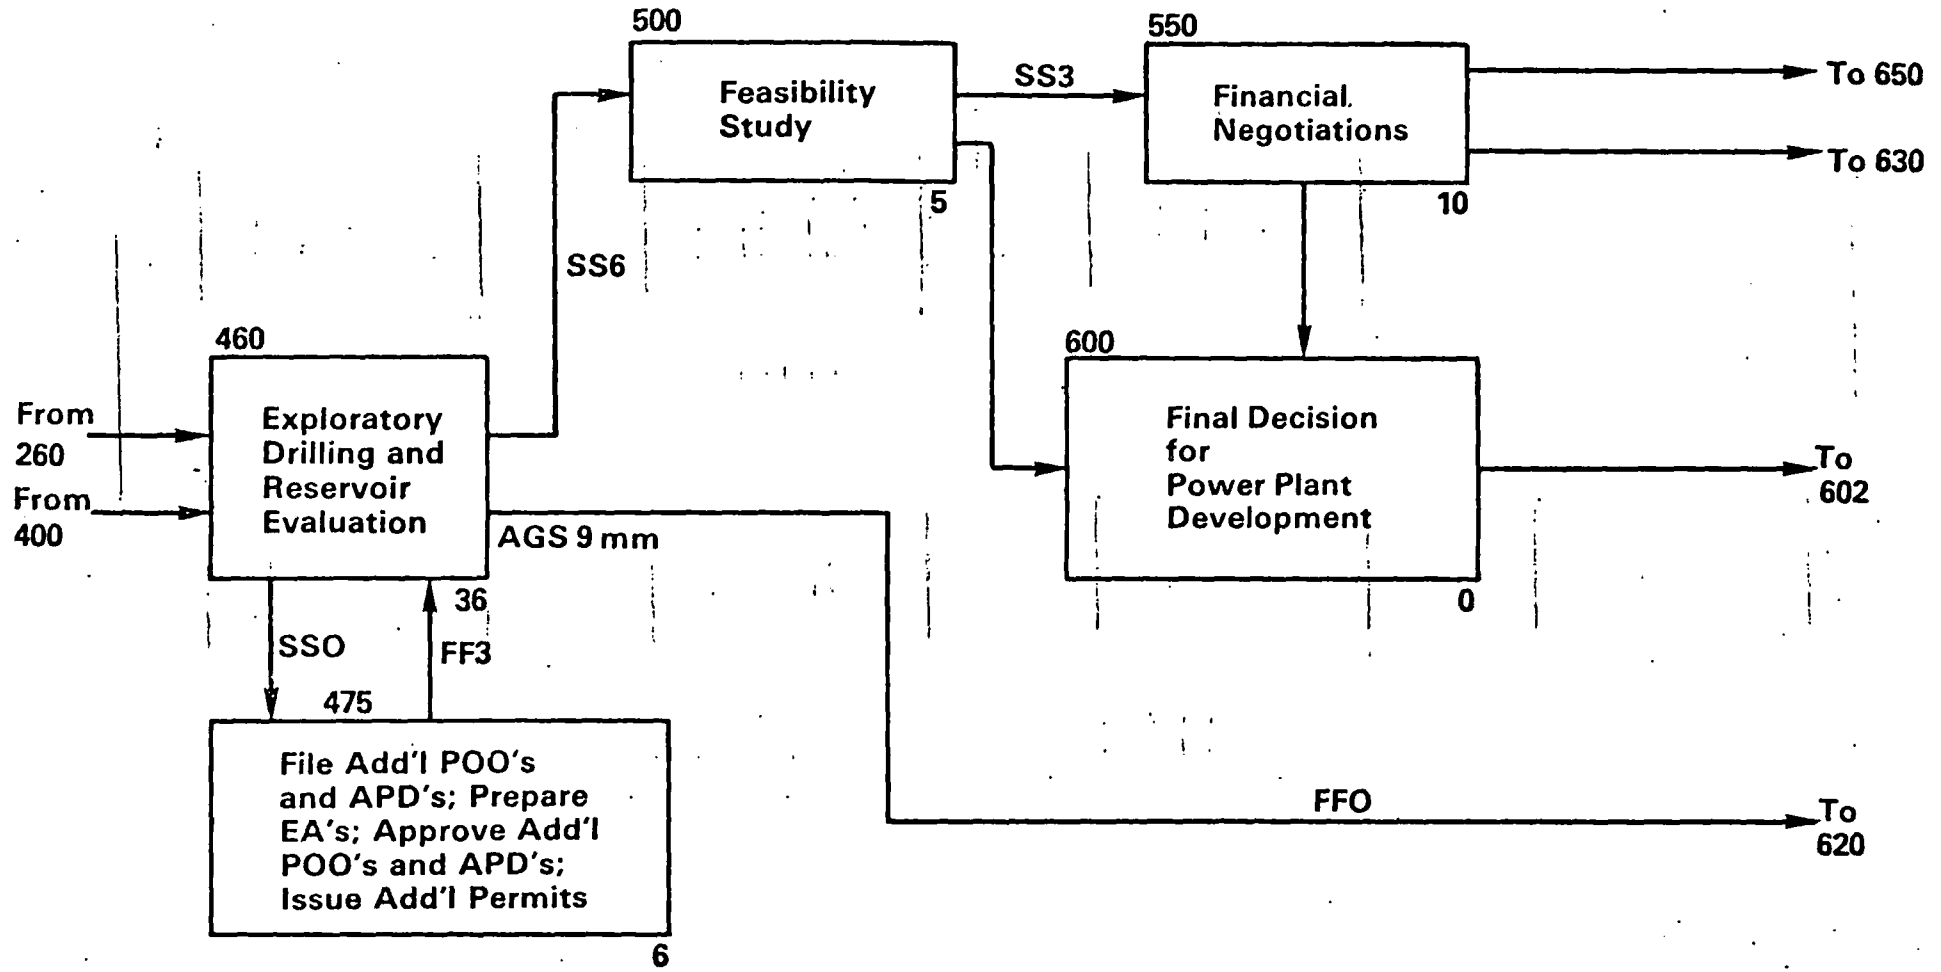 500
Feasibility
Study
5
SS3
550
Financial
Negotiations
10
To 650
To 630
SS6
460
Exploratory
Drilling and
Reservoir
Evaluation
36
From
260
From
400
AGS 9 mm
600
Final Decision
for
Power Plant
Development
0
To
602
SSO
FF3
475
File Add'l POO's
and APD's; Prepare
EA's; Approve Add'l
POO's and APD's;
Issue Add'l Permits
6
FFO
To
620